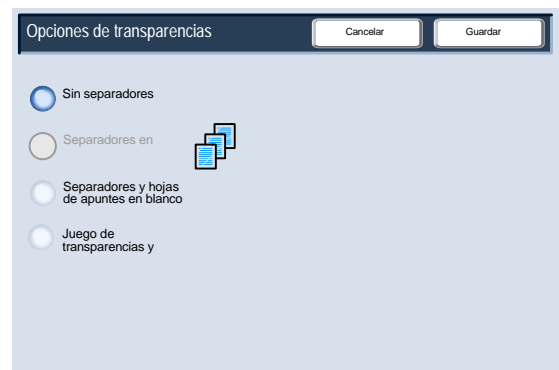 Opciones de transparencias
Cancelar
Guardar
Sin separadores
Separadores en
Separadores y hojas
de apuntes en blanco
Juego de
transparencias y